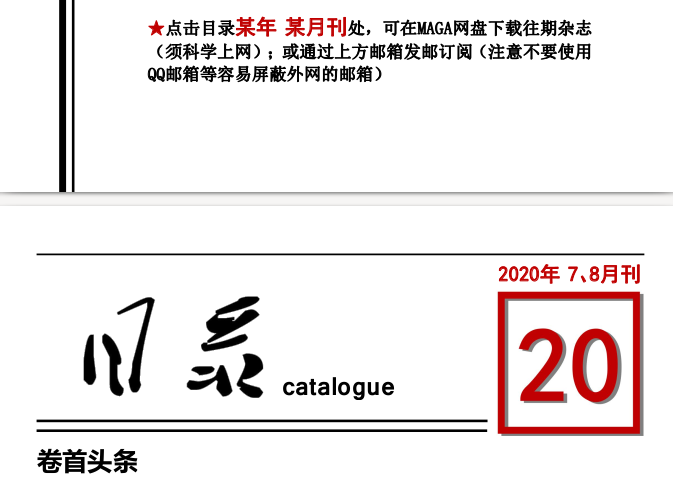 ★点击目录某年 某月刊处，可在MAGA网盘下载往期杂志
（须科学上网）；或通过上方邮箱发邮订阅（注意不要使用
QQ邮箱等容易屏蔽外网的邮箱）
2020年 7、8月刊
目录 catalogue
20
卷首头条